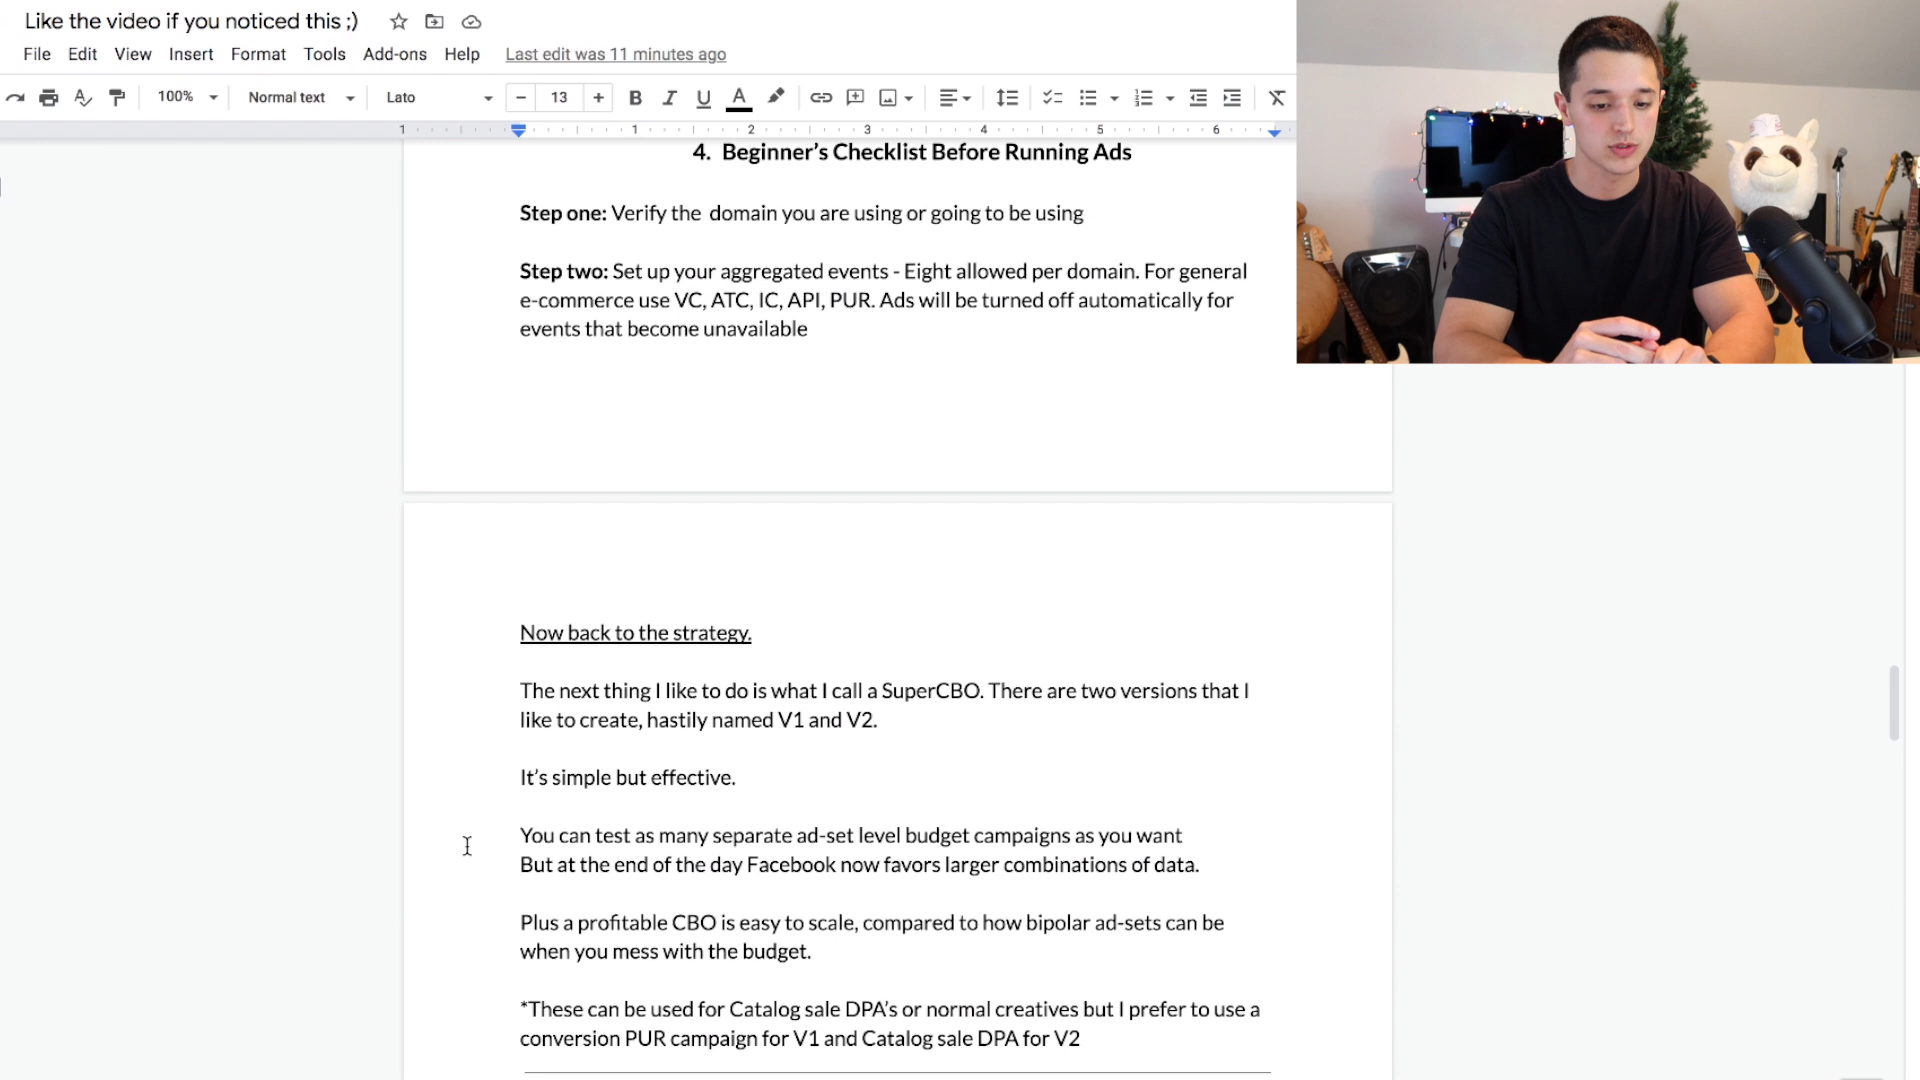 Like the video if you noticed this ;)
File Edit View Insert Format Tools Add-ons Help Last edit was 11 minutes ago
100% Normal text Lato 13
1 1 2 3 4 5 6
4. Beginner's Checklist Before Running Ads
Step one: Verify the domain you are using or going to be using
Step two: Set up your aggregated events - Eight allowed per domain. For general
e-commerce use VC, ATC, IC, API, PUR. Ads will be turned off automatically for
events that become unavailable
Now back to the strategy.
The next thing I like to do is what I call a SuperCBO. There are two versions that I
like to create, hastily named V1 and V2.
It's simple but effective.
You can test as many separate ad-set level budget campaigns as you want
But at the end of the day Facebook now favors larger combinations of data.
Plus a profitable CBO is easy to scale, compared to how bipolar ad-sets can be
when you mess with the budget.
*These can be used for Catalog sale DPA's or normal creatives but I prefer to use a
conversion PUR campaign for V1 and Catalog sale DPA for V2